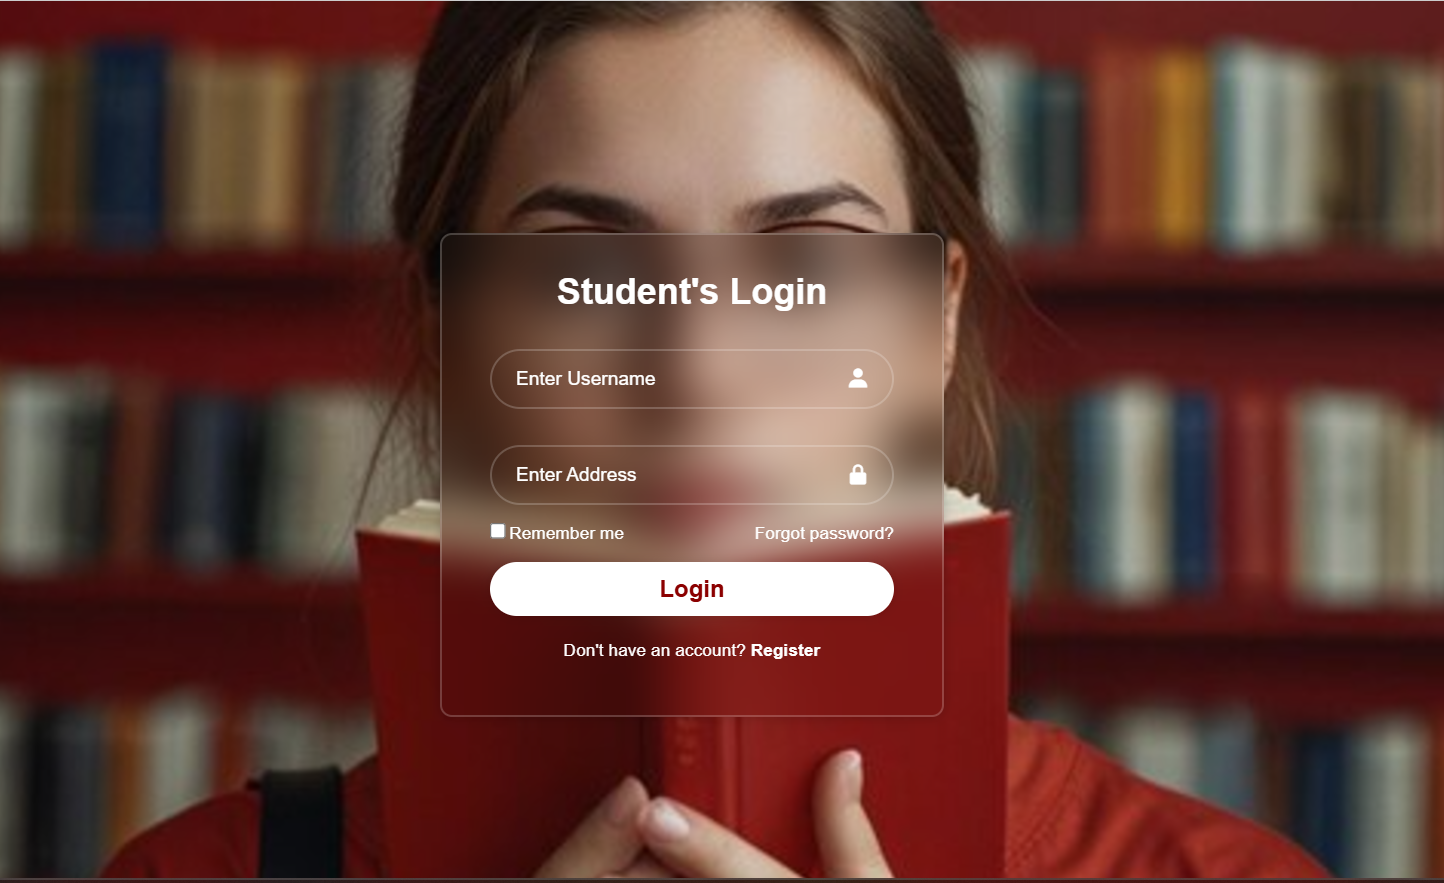 Student's Login
Enter Username
Enter Address
Remember me Forgot password?
Login
Don't have an account? Register